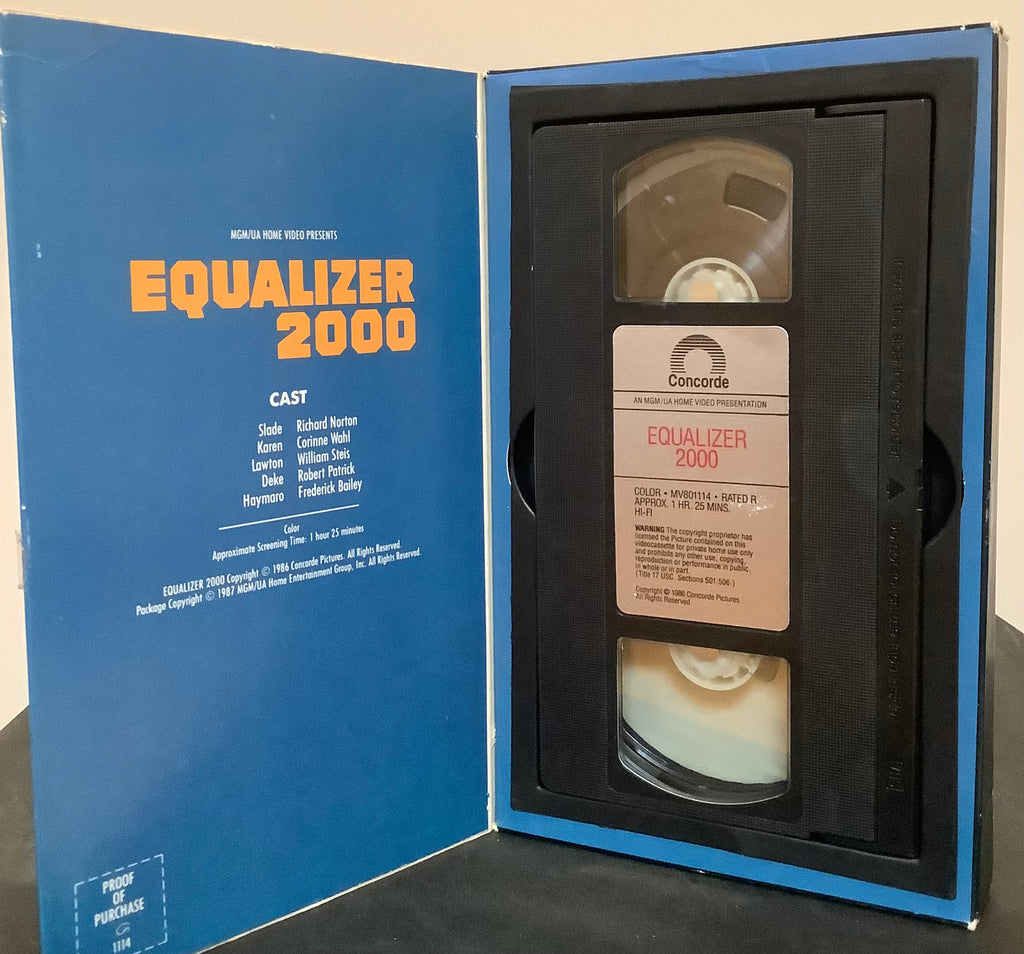 MGM/UA HOME VIDEO PRESENTS
EQUALIZER
2000
CAST
Slade Richard Norton
Karen Corinne Wahl
Lawton William Steis
Deke Robert Patrick
Haymaro Frederick Bailey
Color
Approximate Screening Time: 1 hour 25 minutes
EQUALIZER 2000 Copyright © 1986 Concorde Pictures. All Rights Reserved.
Package Copyright © 1987 MGM/UA Home Entertainment Group, Inc. All Rights Reserved.
PROOF
OF
PURCHASE
1114
Concorde
AN MGM/UA HOME VIDEO PRESENTATION
EQUALIZER
2000
COLOR • MV801114 • RATED R
APPROX. 1 HR. 25 MINS.
HI-FI
WARNING The copyright proprietor has
licensed the Picture contained on this
videocassette for private home use only
and prohibits any other use, copying,
reproduction or performance in public,
in whole or in part.
(Title 17 USC. Sections 501.506.)
Copyright © 1986 Concorde Pictures.
All Rights Reserved